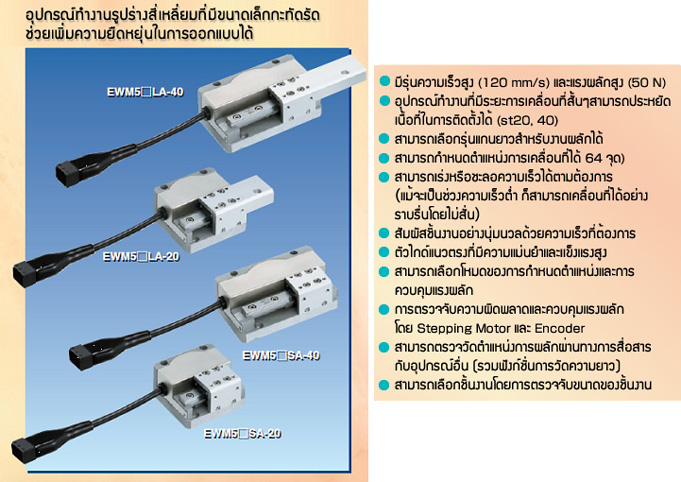 อุปกรณ์ทำงานรูปร่างสี่เหลี่ยมที่มีขนาดเล็กกะทัดรัด
ช่วยเพิ่มความยืดหยุ่นในการออกแบบได้
EWM5□LA-40
EWM5□LA-20
EWM5□SA-40
EWM5□SA-20
● มีรุ่นความเร็วสูง (120 mm/s) และแรงผลักสูง (50 N)
● อุปกรณ์ทำงานที่มีระยะการเคลื่อนที่สั้นๆสามารถประหยัด
เนื้อที่ในการติดตั้งได้ (st20, 40)
● สามารถเลือกรุ่นแกนยาวสำหรับงานผลักได้
● สามารถกำหนดตำแหน่งการเคลื่อนที่ได้ 64 จุด)
● สามารถเร่งหรือชะลอความเร็วได้ตามต้องการ
(แม้จะเป็นช่วงความเร็วต่ำ ก็สามารถเคลื่อนที่ได้อย่าง
ราบรื่นโดยไม่สั่น)
● สัมผัสชิ้นงานอย่างนุ่มนวลด้วยความเร็วที่ต้องการ
● ตัวไกด์แนวตรงที่มีความแม่นยำและแข็งแรงสูง
● สามารถเลือกโหมดของการกำหนดตำแหน่งและการ
ควบคุมแรงผลัก
● การตรวจจับความผิดพลาดและควบคุมแรงผลัก
โดย Stepping Motor และ Encoder
● สามารถตรวจวัดตำแหน่งการผลักผ่านทางการสื่อสาร
กับอุปกรณ์อื่น (รวมฟังก์ชั่นการวัดความยาว)
● สามารถเลือกชิ้นงานโดยการตรวจจับขนาดของชิ้นงาน